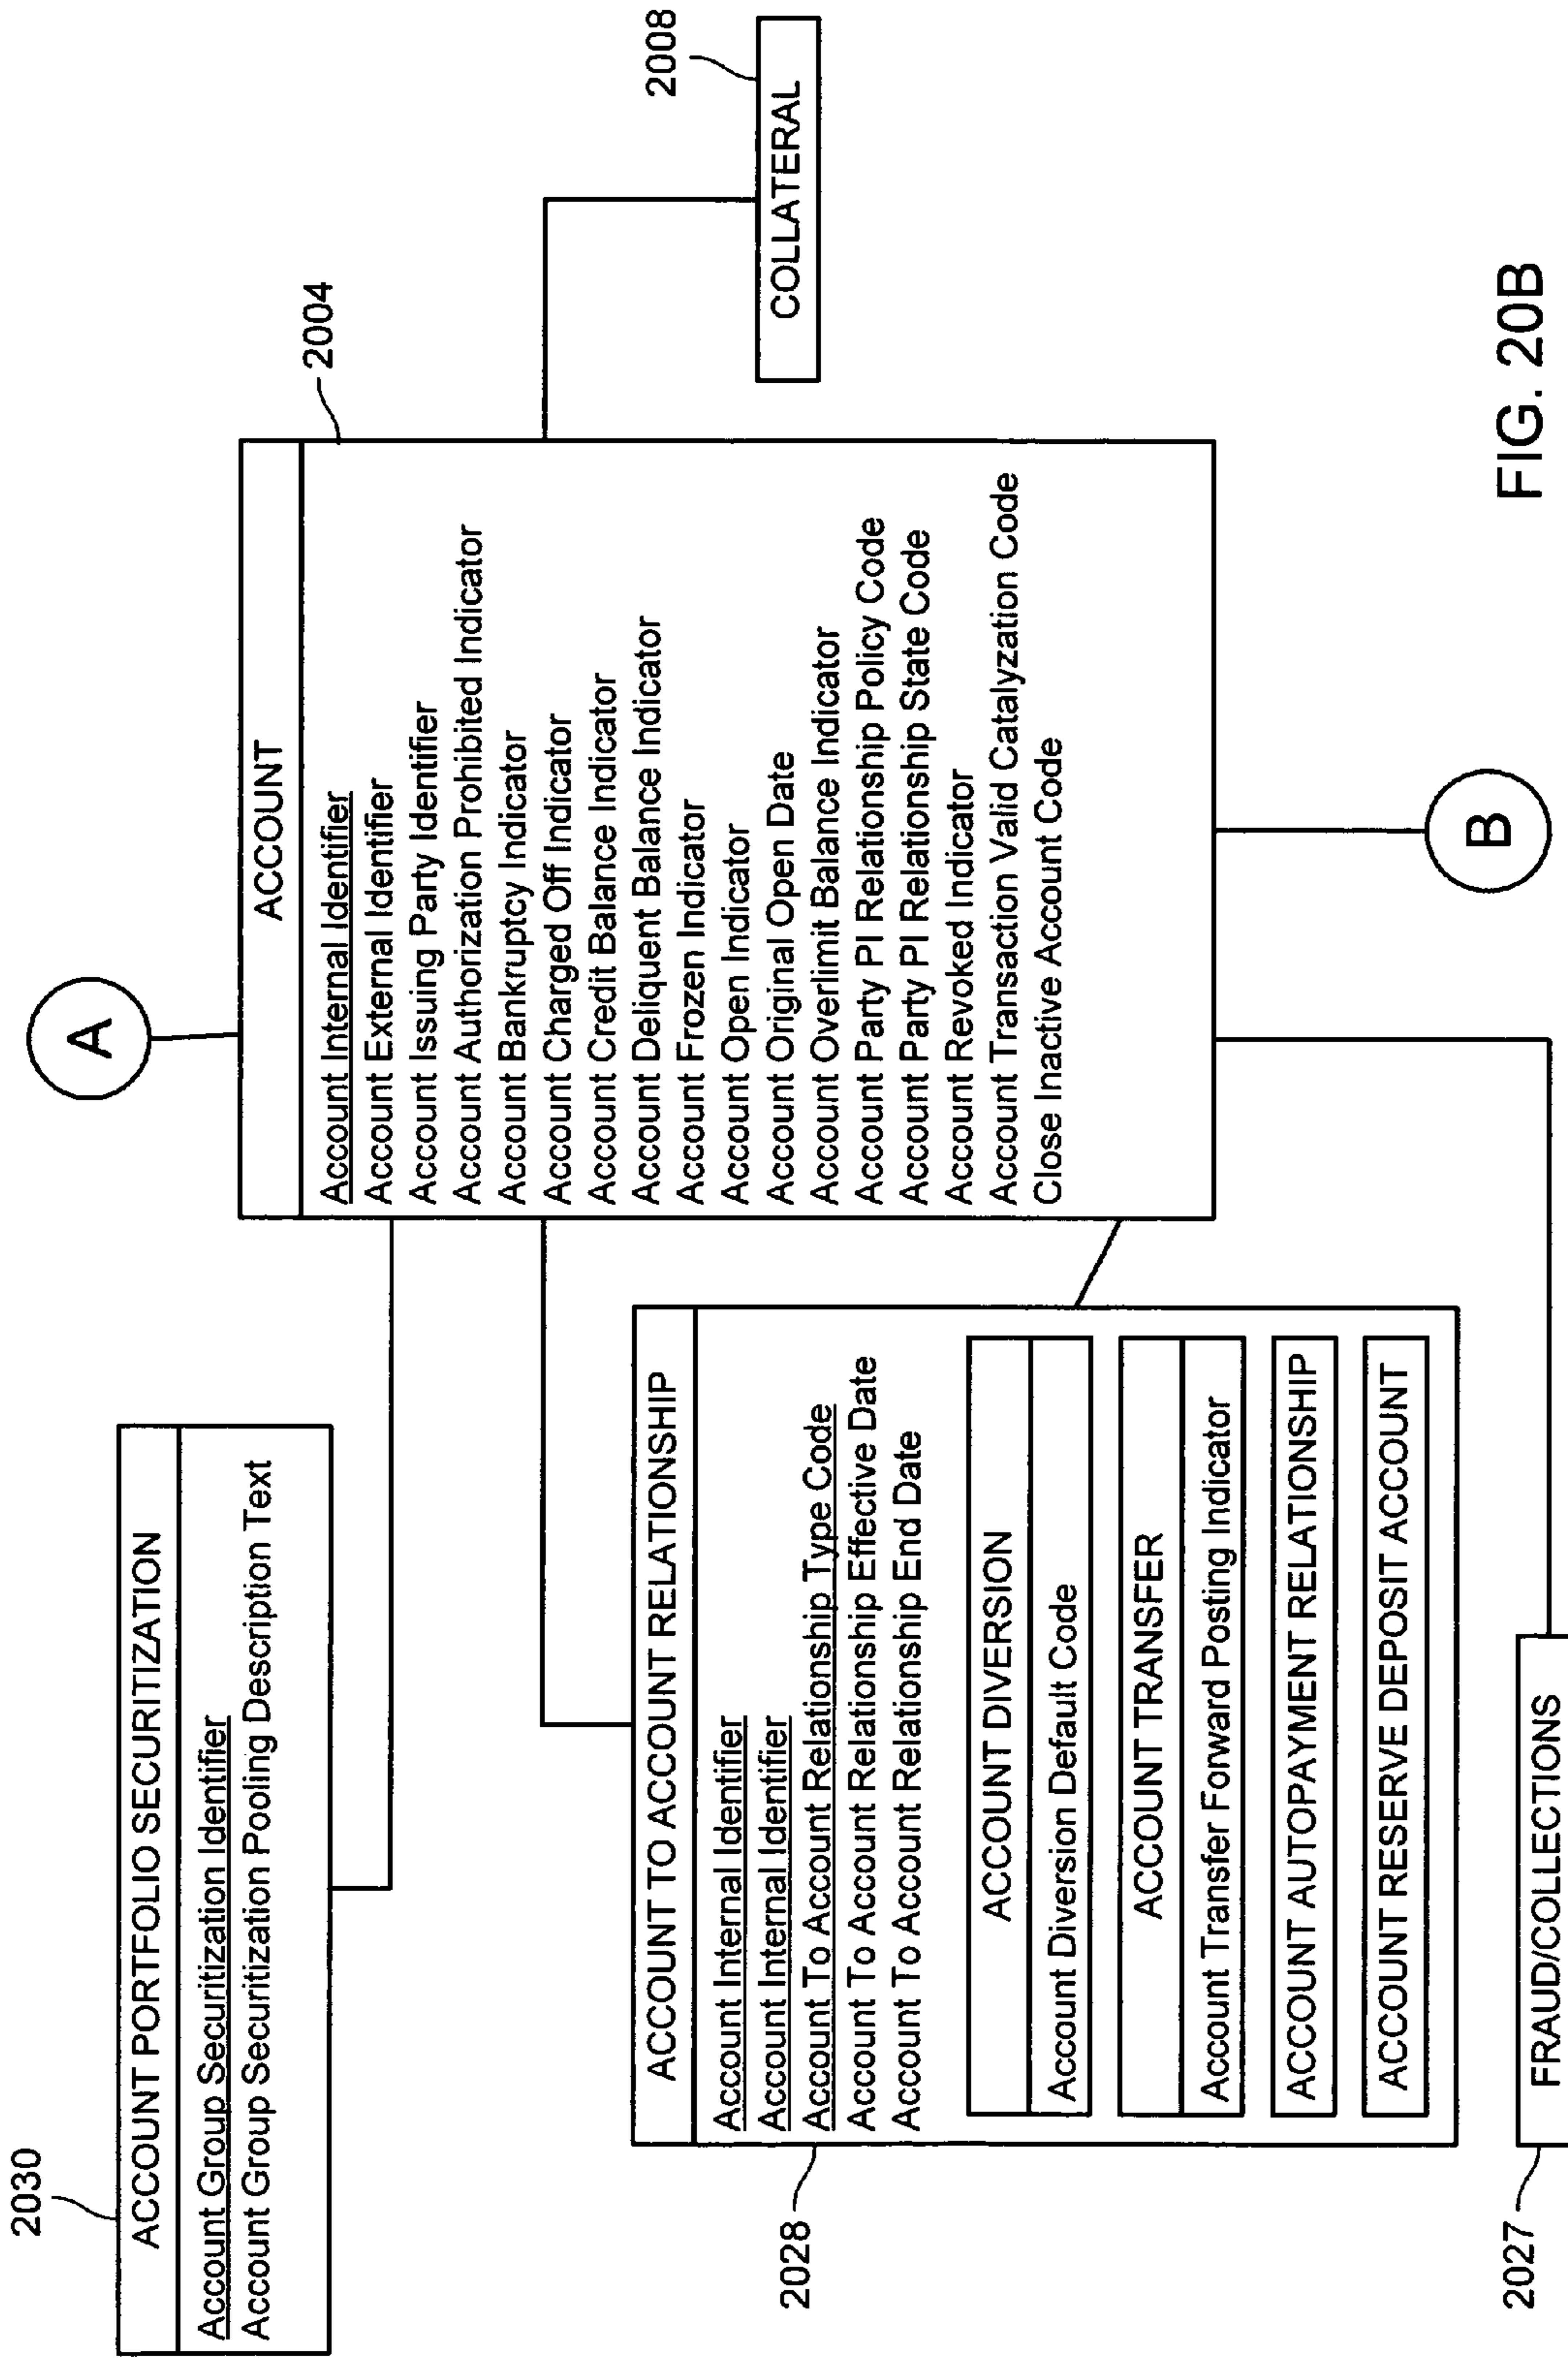 A
2030
ACCOUNT PORTFOLIO SECURITIZATION
Account Group Securitization Identifier
Account Group Securitization Pooling Description Text
ACCOUNT
2004
Account Internal Identifier
Account External Identifier
Account Issuing Party Identifier
Account Authorization Prohibited Indicator
Account Bankruptcy Indicator
Account Charged Off Indicator
Account Credit Balance Indicator
Account Deliquent Balance Indicator
Account Frozen Indicator
Account Open Indicator
Account Original Open Date
Account Overlimit Balance Indicator
Account Party PI Relationship Policy Code
Account Party PI Relationship State Code
Account Revoked Indicator
Account Transaction Valid Catalyzation Code
Close Inactive Account Code
2008
COLLATERAL
ACCOUNT TO ACCOUNT RELATIONSHIP
2028
Account Internal Identifier
Account Internal Identifier
Account To Account Relationship Type Code
Account To Account Relationship Effective Date
Account To Account Relationship End Date
ACCOUNT DIVERSION
Account Diversion Default Code
ACCOUNT TRANSFER
Account Transfer Forward Posting Indicator
ACCOUNT AUTOPAYMENT RELATIONSHIP
ACCOUNT RESERVE DEPOSIT ACCOUNT
2027
FRAUD/COLLECTIONS
B
FIG. 20B